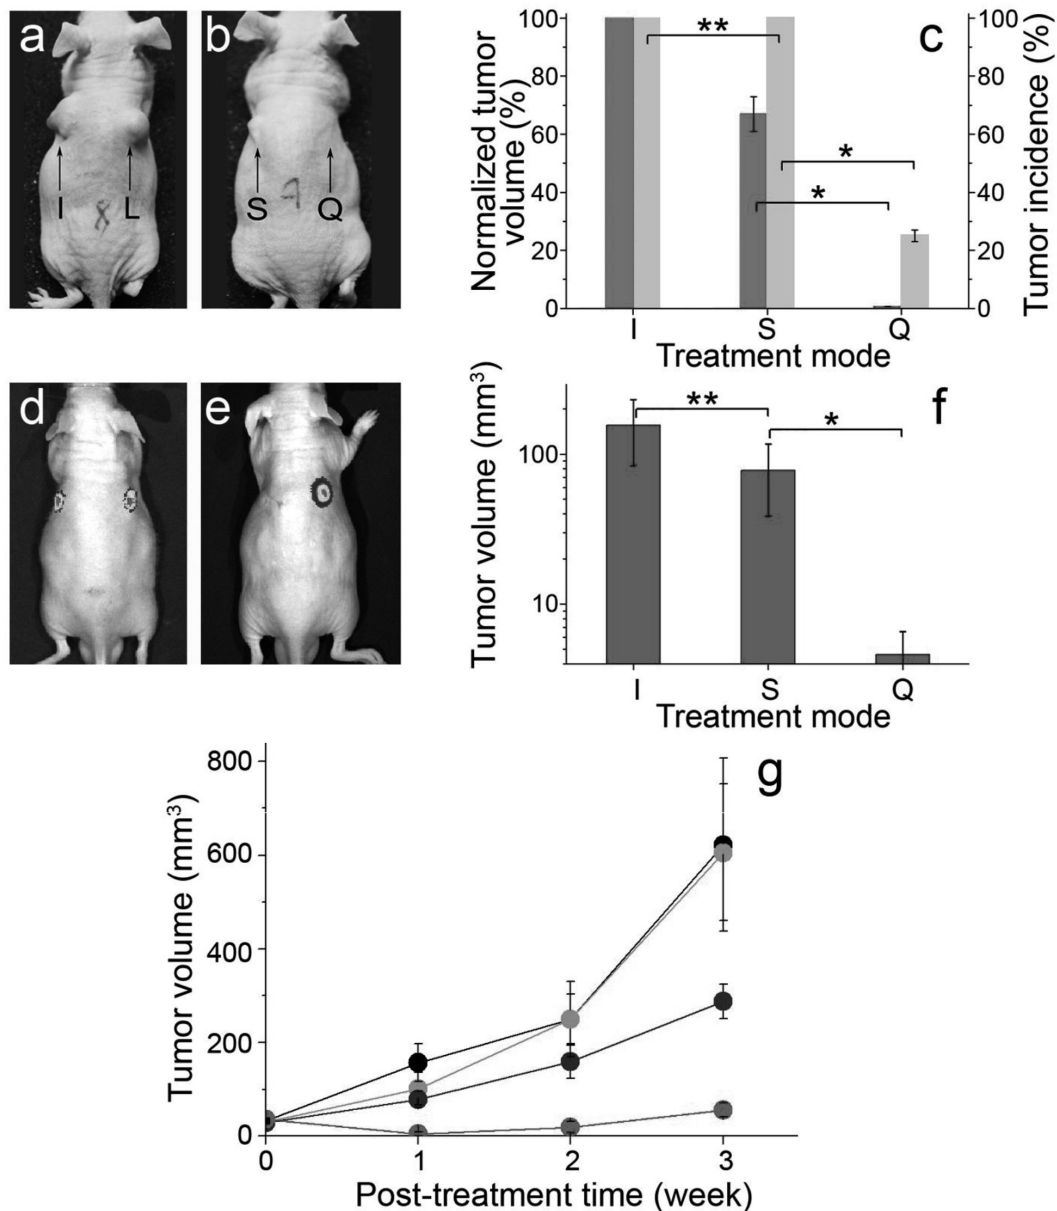 a
I L
8
b
S Q
c
Normalized tumor
volume (%)
100
80
60
40
20
0
**
*
*
Tumor incidence (%)
100
80
60
40
20
0
I S Q
Treatment mode
d
e
f
Tumor volume (mm³)
100
10
**
*
I S Q
Treatment mode
g
Tumor volume (mm³)
800
600
400
200
0
0 1 2 3
Post-treatment time (week)